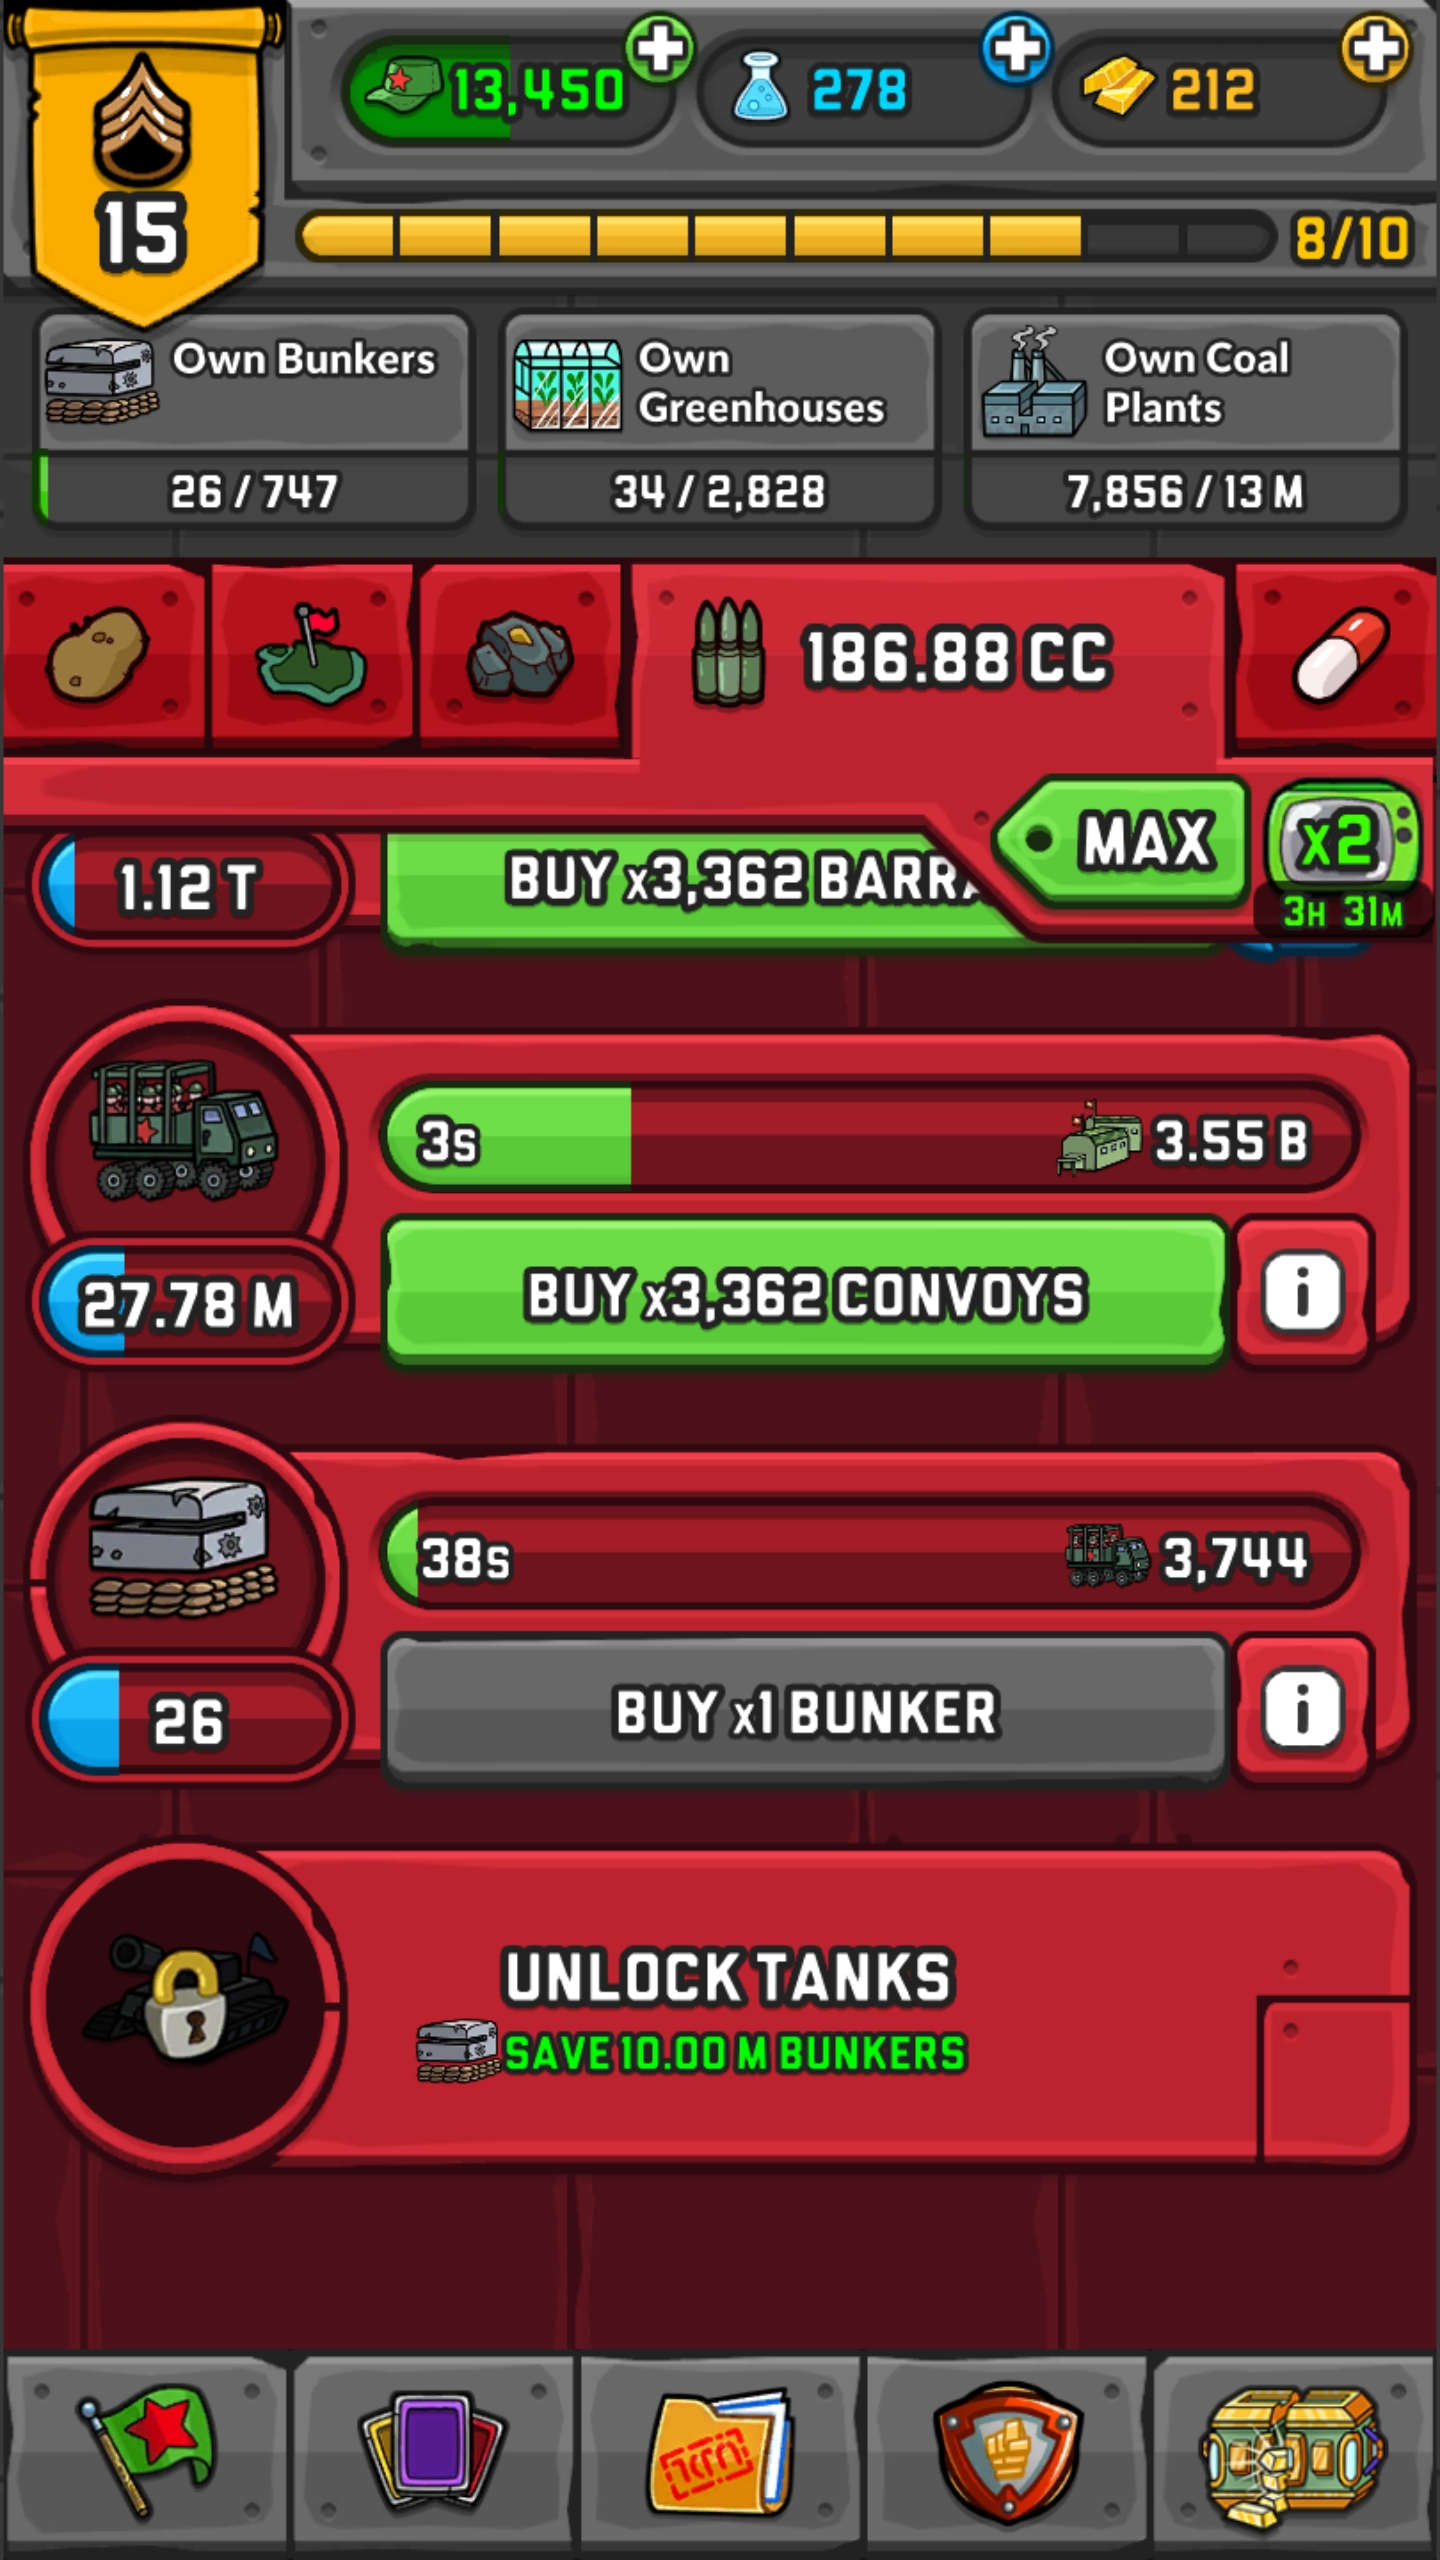 13,450
278
212
15
8/10
Own Bunkers
26 / 747
Own
Greenhouses
34 / 2,828
Own Coal
Plants
7,856 / 13 M
186.88 CC
MAX
x2
3H 31M
1.12 T
BUY x3,362
3s
3.55 B
27.78 M
BUY x3,362 CONVOYS
i
38s
3,744
26
BUY x1 BUNKER
i
UNLOCK TANKS
SAVE 10.00 M BUNKERS